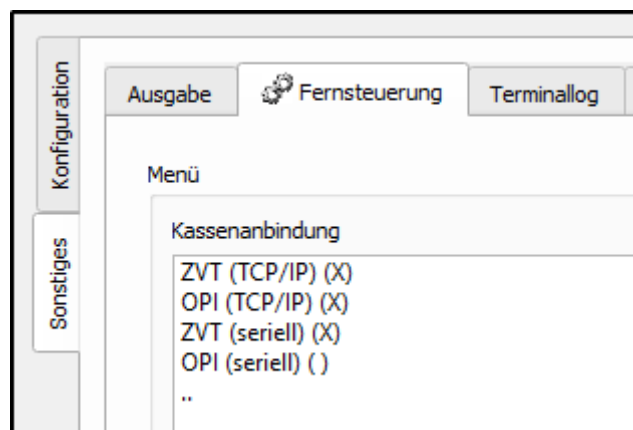 Konfiguration
Sonstiges
Ausgabe
Fernsteuerung
Terminallog
Menü
Kassenanbindung
ZVT (TCP/IP) (X)
OPI (TCP/IP) (X)
ZVT (seriell) (X)
OPI (seriell) ( )
..